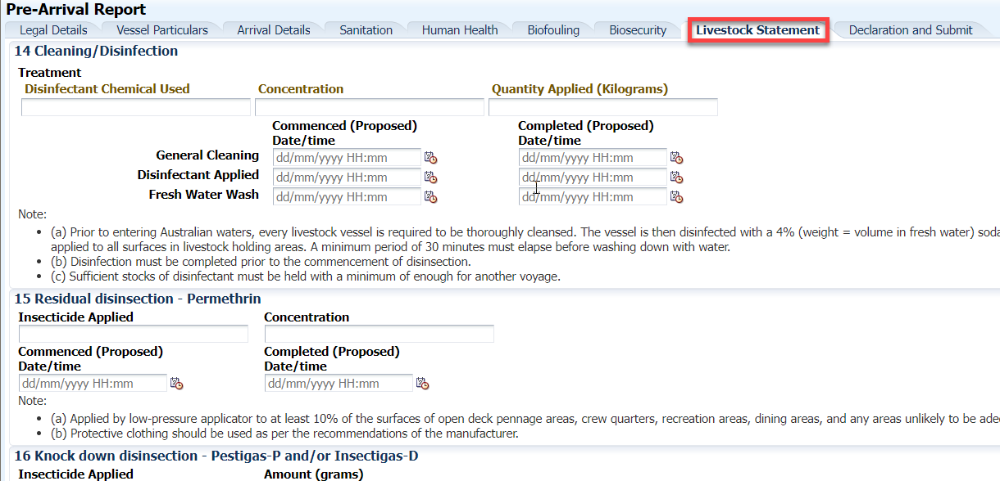 Pre-Arrival Report
Legal Details Vessel Particulars Arrival Details Sanitation Human Health Biofouling Biosecurity Livestock Statement Declaration and Submit
14 Cleaning/Disinfection
Treatment
Disinfectant Chemical Used Concentration Quantity Applied (Kilograms)
Commenced (Proposed) Completed (Proposed)
Date/time Date/time
General Cleaning dd/mm/yyyy HH:mm dd/mm/yyyy HH:mm
Disinfectant Applied dd/mm/yyyy HH:mm dd/mm/yyyy HH:mm
Fresh Water Wash dd/mm/yyyy HH:mm dd/mm/yyyy HH:mm
Note:
• (a) Prior to entering Australian waters, every livestock vessel is required to be thoroughly cleansed. The vessel is then disinfected with a 4% (weight = volume in fresh water) soda
applied to all surfaces in livestock holding areas. A minimum period of 30 minutes must elapse before washing down with water.
• (b) Disinfection must be completed prior to the commencement of disinsection.
• (c) Sufficient stocks of disinfectant must be held with a minimum of enough for another voyage.
15 Residual disinsection - Permethrin
Insecticide Applied Concentration
Commenced (Proposed) Completed (Proposed)
Date/time Date/time
dd/mm/yyyy HH:mm dd/mm/yyyy HH:mm
Note:
• (a) Applied by low-pressure applicator to at least 10% of the surfaces of open deck pennage areas, crew quarters, recreation areas, dining areas, and any areas unlikely to be ade
• (b) Protective clothing should be used as per the recommendations of the manufacturer.
16 Knock down disinsection - Pestigas-P and/or Insectigas-D
Insecticide Applied Amount (grams)